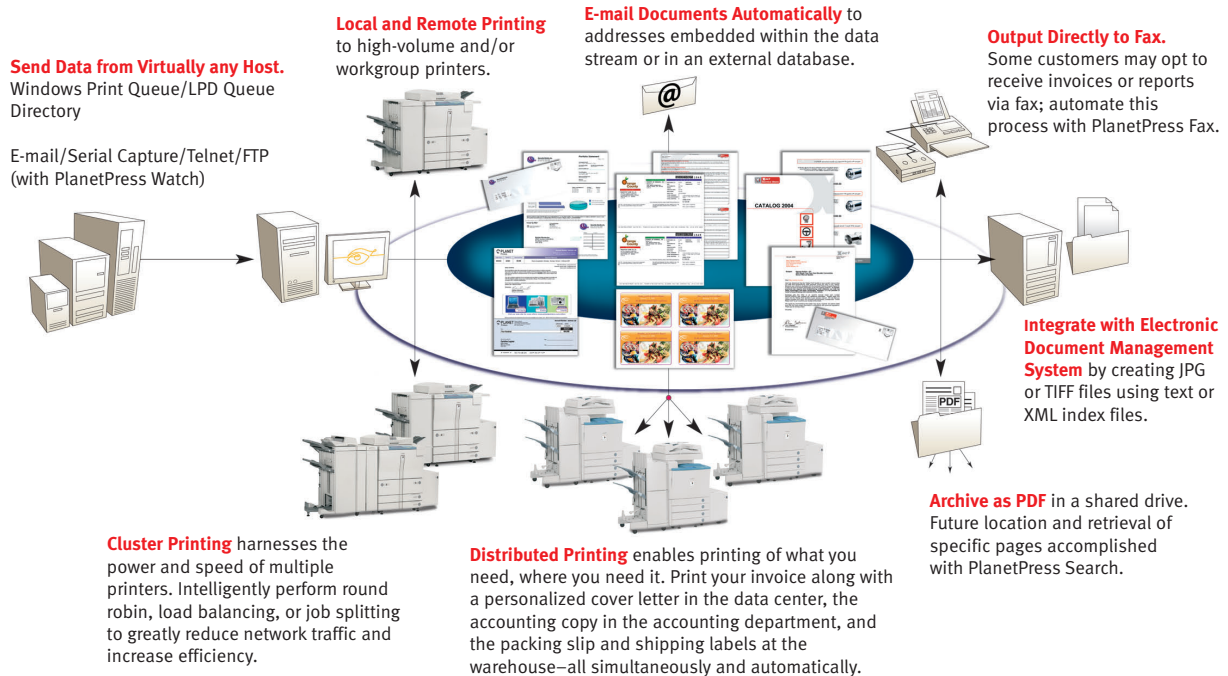 Send Data from Virtually any Host.
Windows Print Queue/LPD Queue
Directory
E-mail/Serial Capture/Telnet/FTP
(with PlanetPress Watch)
Local and Remote Printing
to high-volume and/or
workgroup printers.
E-mail Documents Automatically to
addresses embedded within the data
stream or in an external database.
@
Output Directly to Fax.
Some customers may opt to
receive invoices or reports
via fax; automate this
process with PlanetPress Fax.
CATALOG 2004
PLANET
PLANET
Integrate with Electronic
Document Management
System by creating JPG
or TIFF files using text or
XML index files.
PDF
Archive as PDF in a shared drive.
Future location and retrieval of
specific pages accomplished
with PlanetPress Search.
Cluster Printing harnesses the
power and speed of multiple
printers. Intelligently perform round
robin, load balancing, or job splitting
to greatly reduce network traffic and
increase efficiency.
Distributed Printing enables printing of what you
need, where you need it. Print your invoice along with
a personalized cover letter in the data center, the
accounting copy in the accounting department, and
the packing slip and shipping labels at the
warehouse–all simultaneously and automatically.